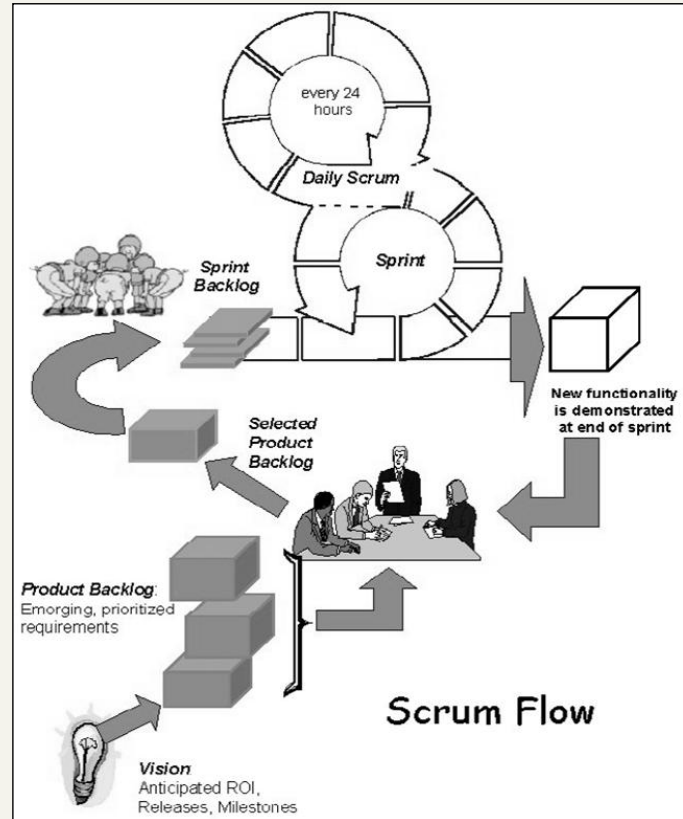 every 24
hours
Daily Scrum
Sprint
Sprint
Backlog
New functionality
is demonstrated
at end of sprint
Selected
Product
Backlog
Product Backlog:
Emorging, prioritized
requirements
Scrum Flow
Vision
Anticipated ROI,
Releases, Milestones